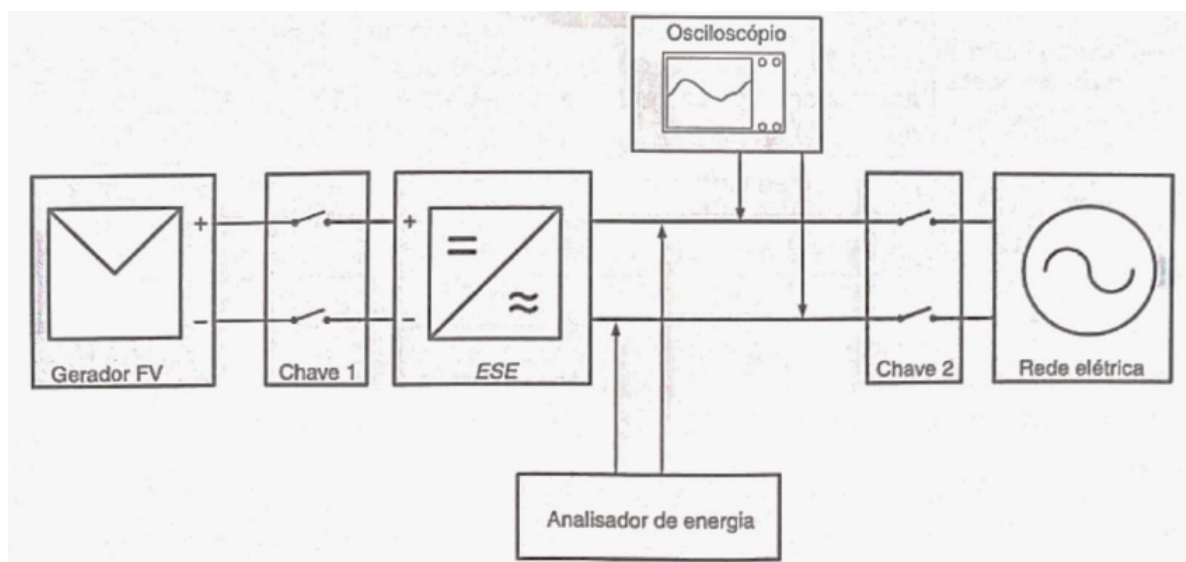 Osciloscópio
+
+
−
−
Gerador FV
Chave 1
ESE
Chave 2
Rede elétrica
Analisador de energia